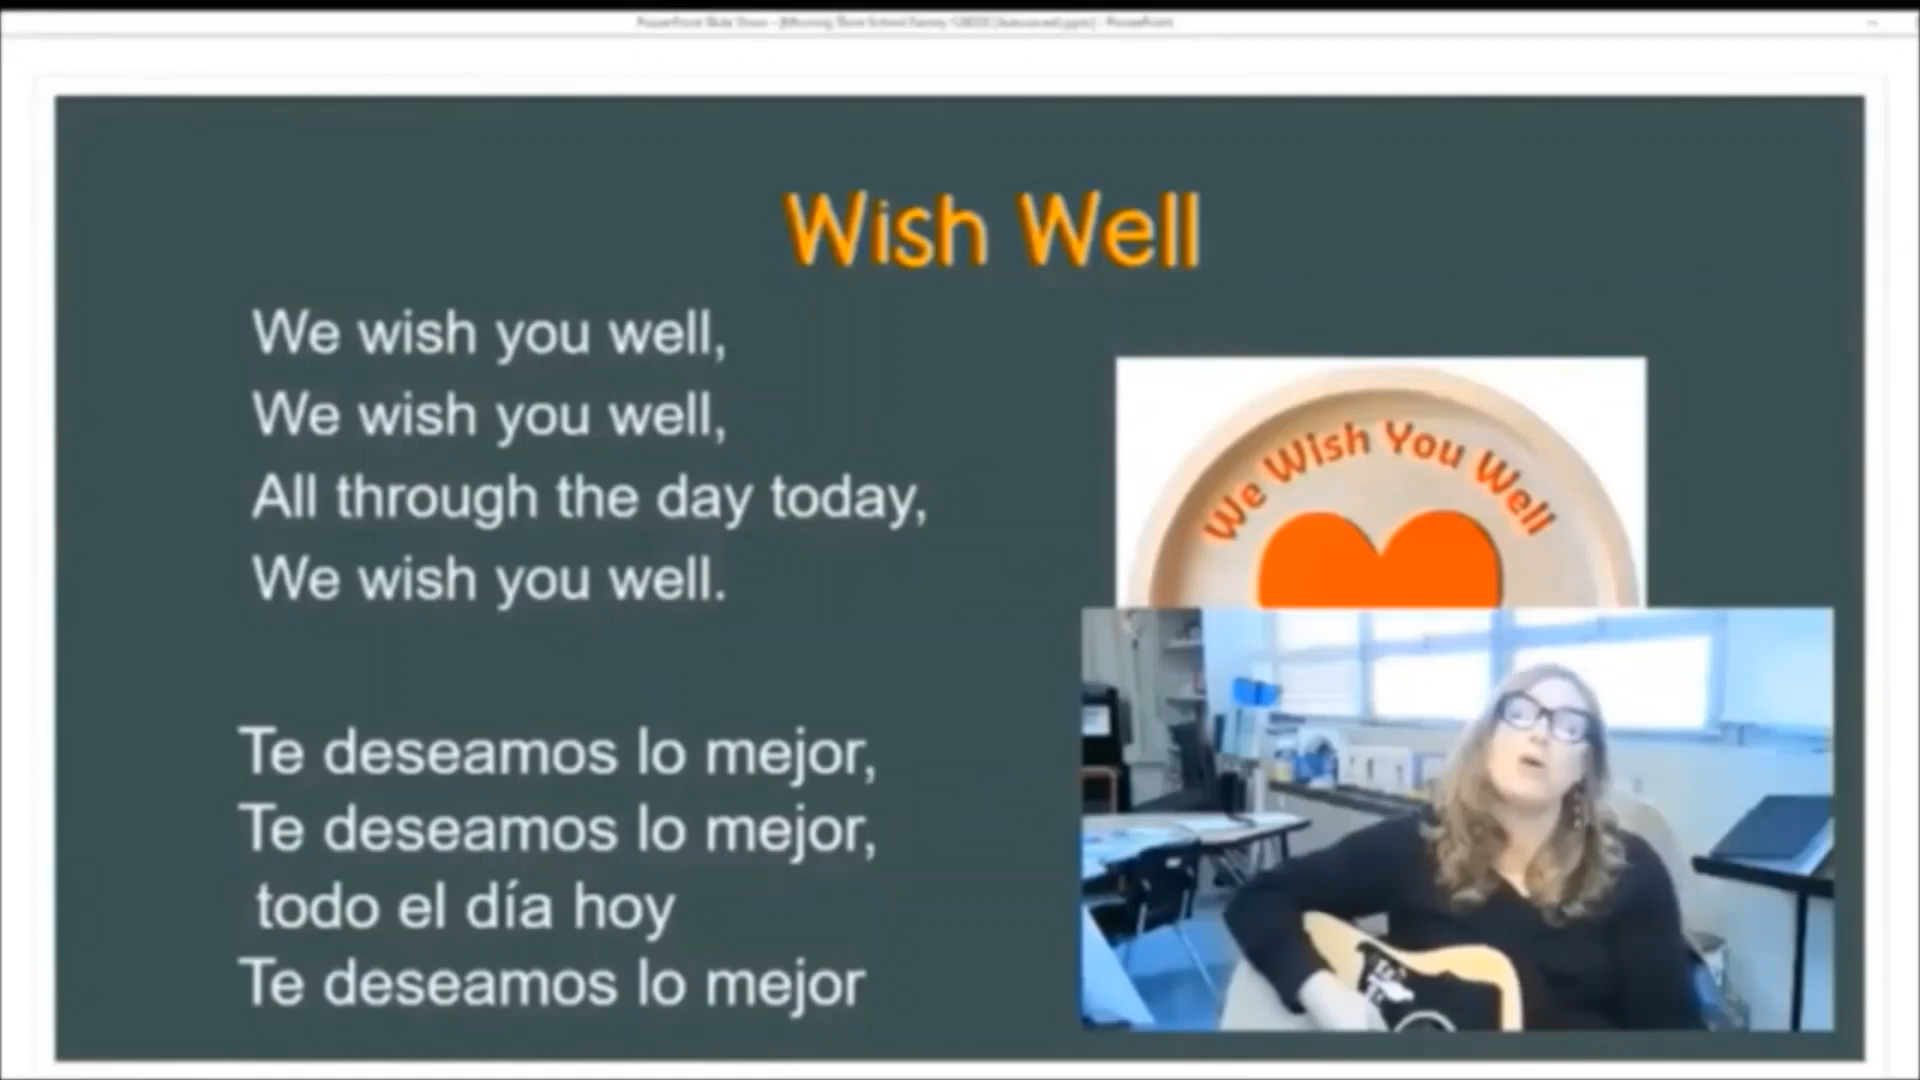 Wish Well
We wish you well,
We wish you well,
All through the day today,
We wish you well.
We Wish You Well
Te deseamos lo mejor,
Te deseamos lo mejor,
todo el día hoy
Te deseamos lo mejor